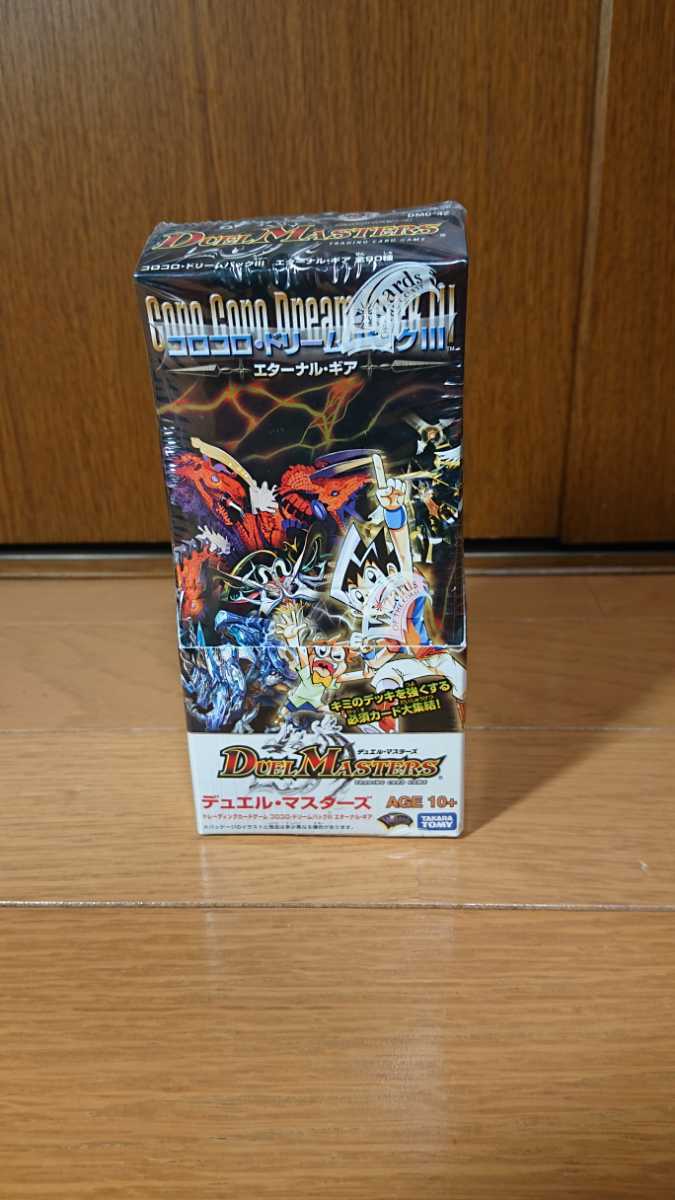 DMC-42
DUEL MASTERS
TRADING CARD GAME
コロコロ・ドリームパックIII エターナル・ギア 全90種
Coro Coro Dream Pack III
コロコロ・ドリームパックIII
エターナル・ギア
キミのデッキを強くする
必須カード大集結!
デュエル・マスターズ
DUEL MASTERS
TRADING CARD GAME
デュエル・マスターズ
AGE 10+
トレーディングカードゲーム コロコロ・ドリームパックIII エターナル・ギア
TAKARA
TOMY